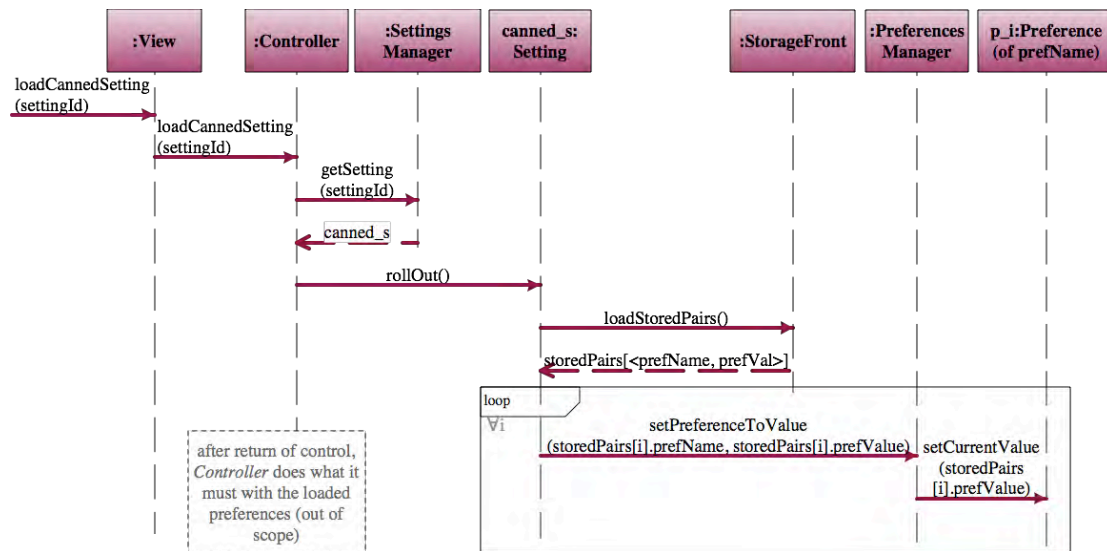 :View
:Controller
:Settings
Manager
canned_s:
Setting
:StorageFront
:Preferences
Manager
p_i:Preference
(of prefName)
loadCannedSetting
(settingId)
loadCannedSetting
(settingId)
getSetting
(settingId)
canned_s
rollOut()
loadStoredPairs()
storedPairs[<prefName, prefVal>]
loop
∀i
setPreferenceToValue
(storedPairs[i].prefName, storedPairs[i].prefValue)
setCurrentValue
(storedPairs
[i].prefValue)
after return of control,
Controller does what it
must with the loaded
preferences (out of
scope)